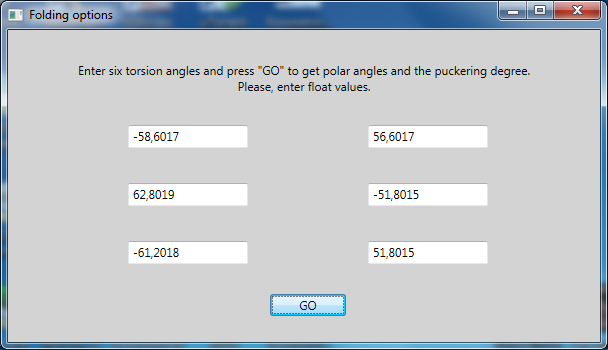 Folding options
Enter six torsion angles and press "GO" to get polar angles and the puckering degree.
Please, enter float values.
-58,6017 56,6017
62,8019 -51,8015
-61,2018 51,8015
GO